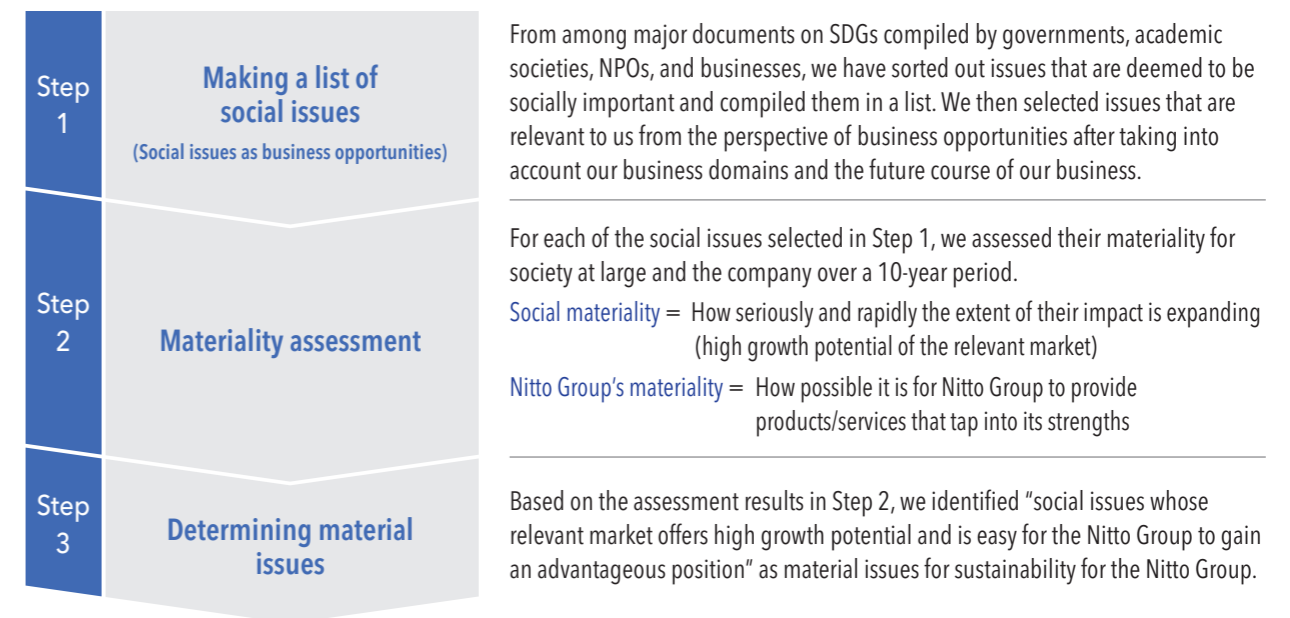 Step
1
Making a list of
social issues
(Social issues as business opportunities)
From among major documents on SDGs compiled by governments, academic
societies, NPOs, and businesses, we have sorted out issues that are deemed to be
socially important and compiled them in a list. We then selected issues that are
relevant to us from the perspective of business opportunities after taking into
account our business domains and the future course of our business.
Step
2
Materiality assessment
For each of the social issues selected in Step 1, we assessed their materiality for
society at large and the company over a 10-year period.
Social materiality = How seriously and rapidly the extent of their impact is expanding
(high growth potential of the relevant market)
Nitto Group's materiality = How possible it is for Nitto Group to provide
products/services that tap into its strengths
Step
3
Determining material
issues
Based on the assessment results in Step 2, we identified "social issues whose
relevant market offers high growth potential and is easy for the Nitto Group to gain
an advantageous position" as material issues for sustainability for the Nitto Group.